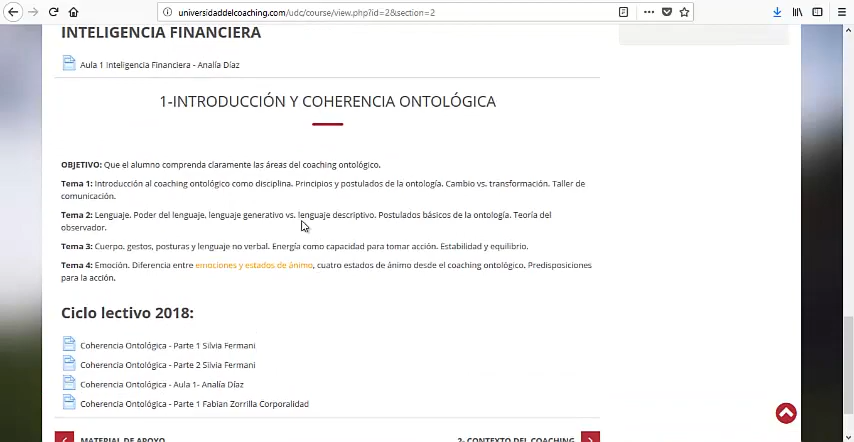 universidaddelcoaching.com/udc/course/view.php?id=2&section=2
INTELIGENCIA FINANCIERA
Aula 1 Inteligencia Financiera - Analía Díaz
1-INTRODUCCIÓN Y COHERENCIA ONTOLÓGICA
OBJETIVO: Que el alumno comprenda claramente las áreas del coaching ontológico.
Tema 1: Introducción al coaching ontológico como disciplina. Principios y postulados de la ontología. Cambio vs. transformación. Taller de
comunicación.
Tema 2: Lenguaje. Poder del lenguaje, lenguaje generativo vs. lenguaje descriptivo. Postulados básicos de la ontología. Teoría del
observador.
Tema 3: Cuerpo, gestos, posturas y lenguaje no verbal. Energía como capacidad para tomar acción. Estabilidad y equilibrio.
Tema 4: Emoción. Diferencia entre emociones y estados de ánimo, cuatro estados de ánimo desde el coaching ontológico. Predisposiciones
para la acción.
Ciclo lectivo 2018:
Coherencia Ontológica - Parte 1 Silvia Fermani
Coherencia Ontológica - Parte 2 Silvia Fermani
Coherencia Ontológica - Aula 1- Analía Díaz
Coherencia Ontológica - Parte 1 Fabian Zorrilla Corporalidad
MATERIAL DE APOYO
2- CONTEXTO DEL COACHING